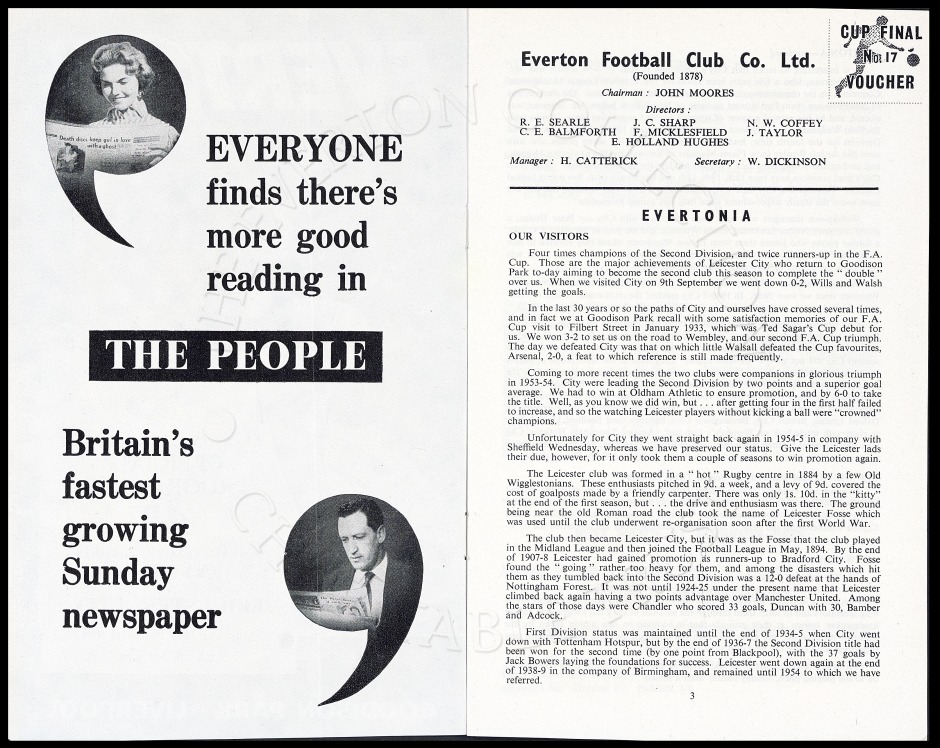 Death discs keep girl in love
with a ghost
EVERYONE
finds there's
more good
reading in
THE PEOPLE
Britain's
fastest
growing
Sunday
newspaper
CUP FINAL
No. 17
VOUCHER
Everton Football Club Co. Ltd.
(Founded 1878)
Chairman : JOHN MOORES
Directors :
R. E. SEARLE J. C. SHARP N. W. COFFEY
C. E. BALMFORTH F. MICKLESFIELD J. TAYLOR
E. HOLLAND HUGHES
Manager : H. CATTERICK Secretary : W. DICKINSON
EVERTONIA
OUR VISITORS
Four times champions of the Second Division, and twice runners-up in the F.A.
Cup. Those are the major achievements of Leicester City who return to Goodison
Park to-day aiming to become the second club this season to complete the " double "
over us. When we visited City on 9th September we went down 0-2, Wills and Walsh
getting the goals.
In the last 30 years or so the paths of City and ourselves have crossed several times,
and in fact we at Goodison Park recall with some satisfaction memories of our F.A.
Cup visit to Filbert Street in January 1933, which was Ted Sagar's Cup debut for
us. We won 3-2 to set us on the road to Wembley, and our second F.A. Cup triumph.
The day we defeated City was that on which little Walsall defeated the Cup favourites,
Arsenal, 2-0, a feat to which reference is still made frequently.
Coming to more recent times the two clubs were companions in glorious triumph
in 1953-54. City were leading the Second Division by two points and a superior goal
average. We had to win at Oldham Athletic to ensure promotion, and by 6-0 to take
the title. Well, as you know we did win, but . . . after getting four in the first half failed
to increase, and so the watching Leicester players without kicking a ball were "crowned"
champions.
Unfortunately for City they went straight back again in 1954-5 in company with
Sheffield Wednesday, whereas we have preserved our status. Give the Leicester lads
their due, however, for it only took them a couple of seasons to win promotion again.
The Leicester club was formed in a " hot " Rugby centre in 1884 by a few Old
Wigglestonians. These enthusiasts pitched in 9d. a week, and a levy of 9d. covered the
cost of goalposts made by a friendly carpenter. There was only 1s. 10d. in the "kitty"
at the end of the first season, but . . . the drive and enthusiasm was there. The ground
being near the old Roman road the club took the name of Leicester Fosse which
was used until the club underwent re-organisation soon after the first World War.
The club then became Leicester City, but it was as the Fosse that the club played
in the Midland League and then joined the Football League in May, 1894. By the end
of 1907-8 Leicester had gained promotion as runners-up to Bradford City. Fosse
found the " going " rather too heavy for them, and among the disasters which hit
them as they tumbled back into the Second Division was a 12-0 defeat at the hands of
Nottingham Forest. It was not until 1924-25 under the present name that Leicester
climbed back again having a two points advantage over Manchester United. Among
the stars of those days were Chandler who scored 33 goals, Duncan with 30, Bamber
and Adcock.
First Division status was maintained until the end of 1934-5 when City went
down with Tottenham Hotspur, but by the end of 1936-7 the Second Division title had
been won for the second time (by one point from Blackpool), with the 37 goals by
Jack Bowers laying the foundations for success. Leicester went down again at the end
of 1938-9 in the company of Birmingham, and remained until 1954 to which we have
referred.
3